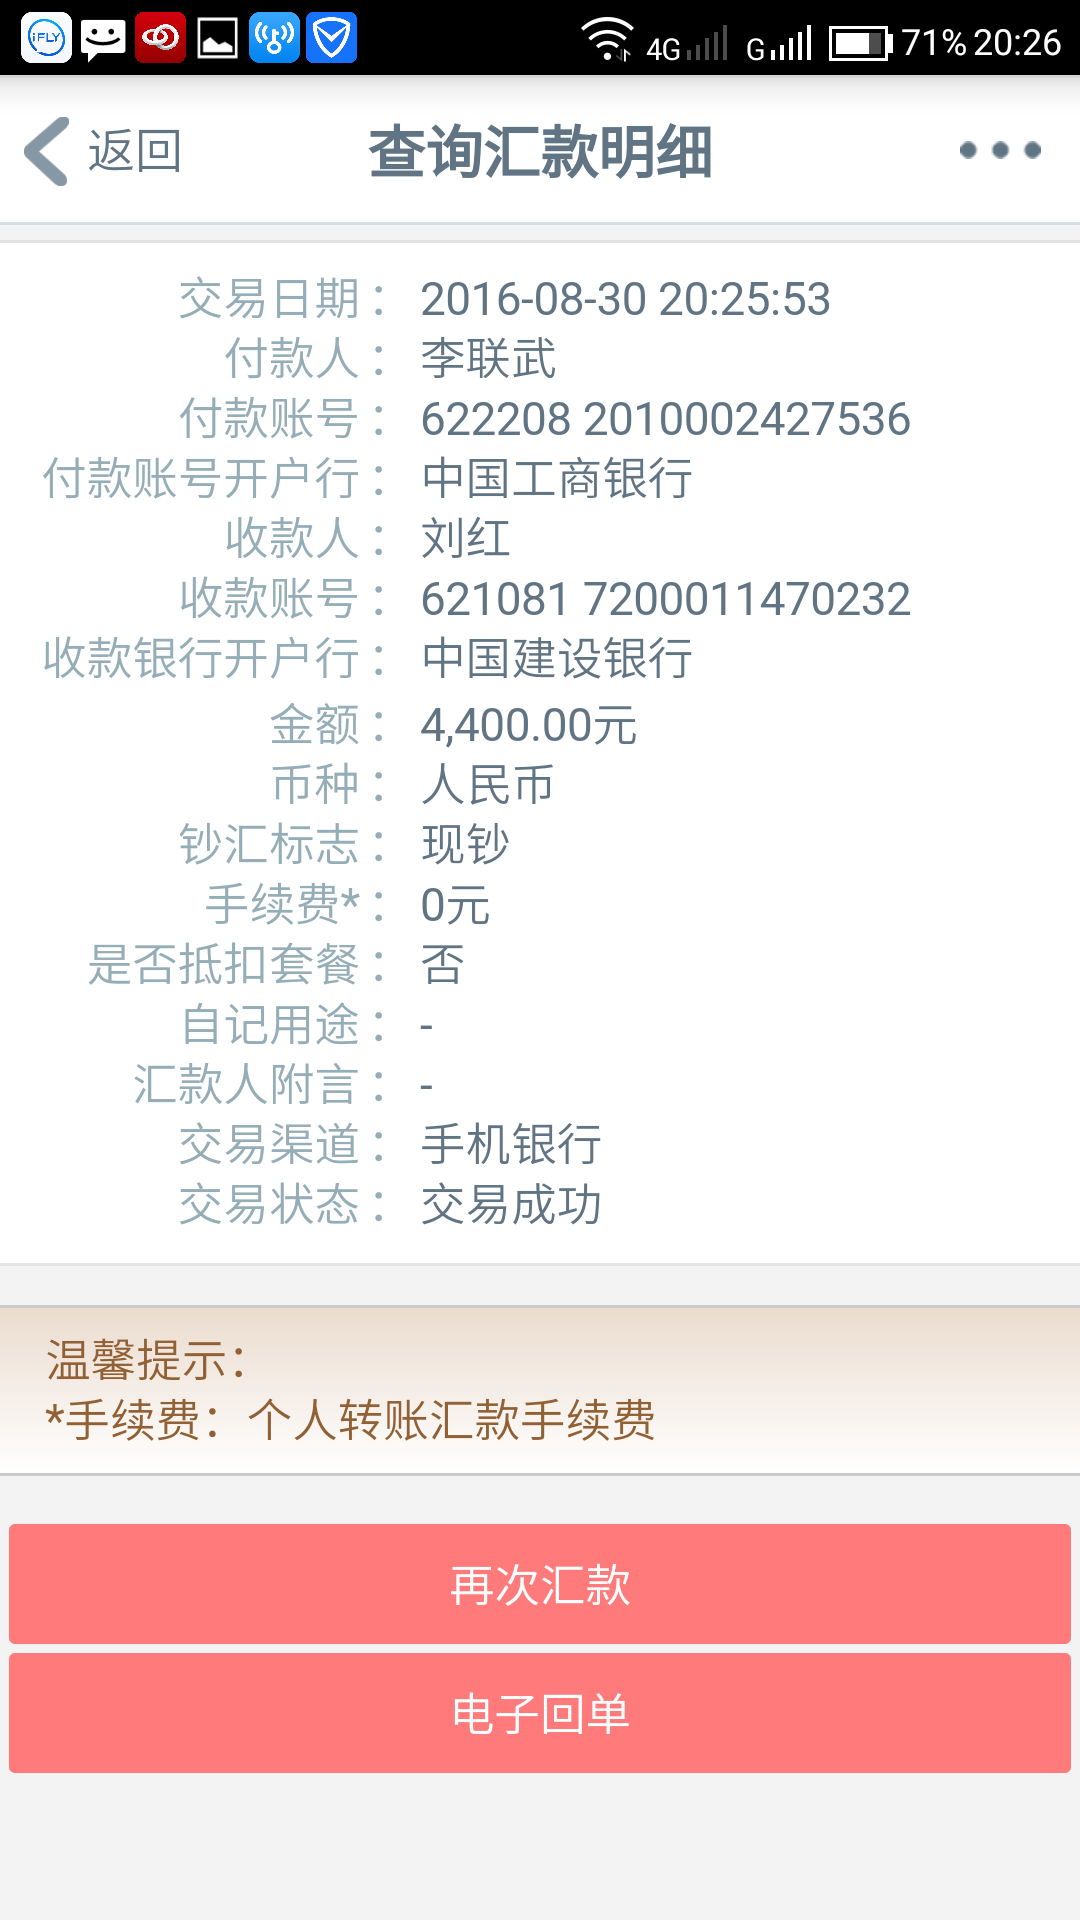 iFLY 4G G 71% 20:26
返回 查询汇款明细
交易日期： 2016-08-30 20:25:53
付款人： 李联武
付款账号： 622208 2010002427536
付款账号开户行： 中国工商银行
收款人： 刘红
收款账号： 621081 7200011470232
收款银行开户行： 中国建设银行
金额： 4,400.00元
币种： 人民币
钞汇标志： 现钞
手续费*： 0元
是否抵扣套餐： 否
自记用途： -
汇款人附言： -
交易渠道： 手机银行
交易状态： 交易成功
温馨提示：
*手续费：个人转账汇款手续费
再次汇款
电子回单